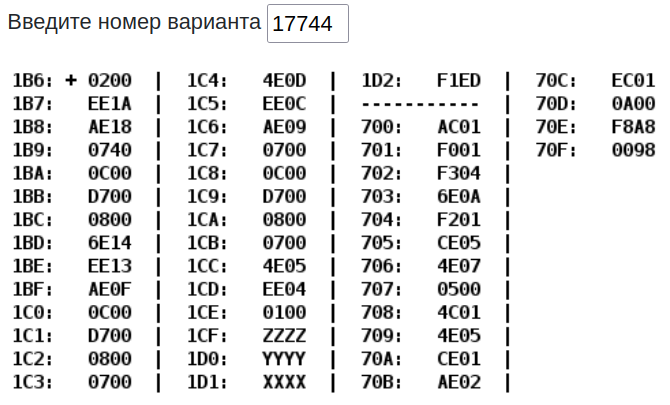 Введите номер варианта 17744
1B6: + 0200 | 1C4: 4E0D | 1D2: F1ED | 70C: EC01
1B7: EE1A | 1C5: EE0C | ----------- | 70D: 0A00
1B8: AE18 | 1C6: AE09 | 700: AC01 | 70E: F8A8
1B9: 0740 | 1C7: 0700 | 701: F001 | 70F: 0098
1BA: 0C00 | 1C8: 0C00 | 702: F304 |
1BB: D700 | 1C9: D700 | 703: 6E0A |
1BC: 0800 | 1CA: 0800 | 704: F201 |
1BD: 6E14 | 1CB: 0700 | 705: CE05 |
1BE: EE13 | 1CC: 4E05 | 706: 4E07 |
1BF: AE0F | 1CD: EE04 | 707: 0500 |
1C0: 0C00 | 1CE: 0100 | 708: 4C01 |
1C1: D700 | 1CF: ZZZZ | 709: 4E05 |
1C2: 0800 | 1D0: YYYY | 70A: CE01 |
1C3: 0700 | 1D1: XXXX | 70B: AE02 |